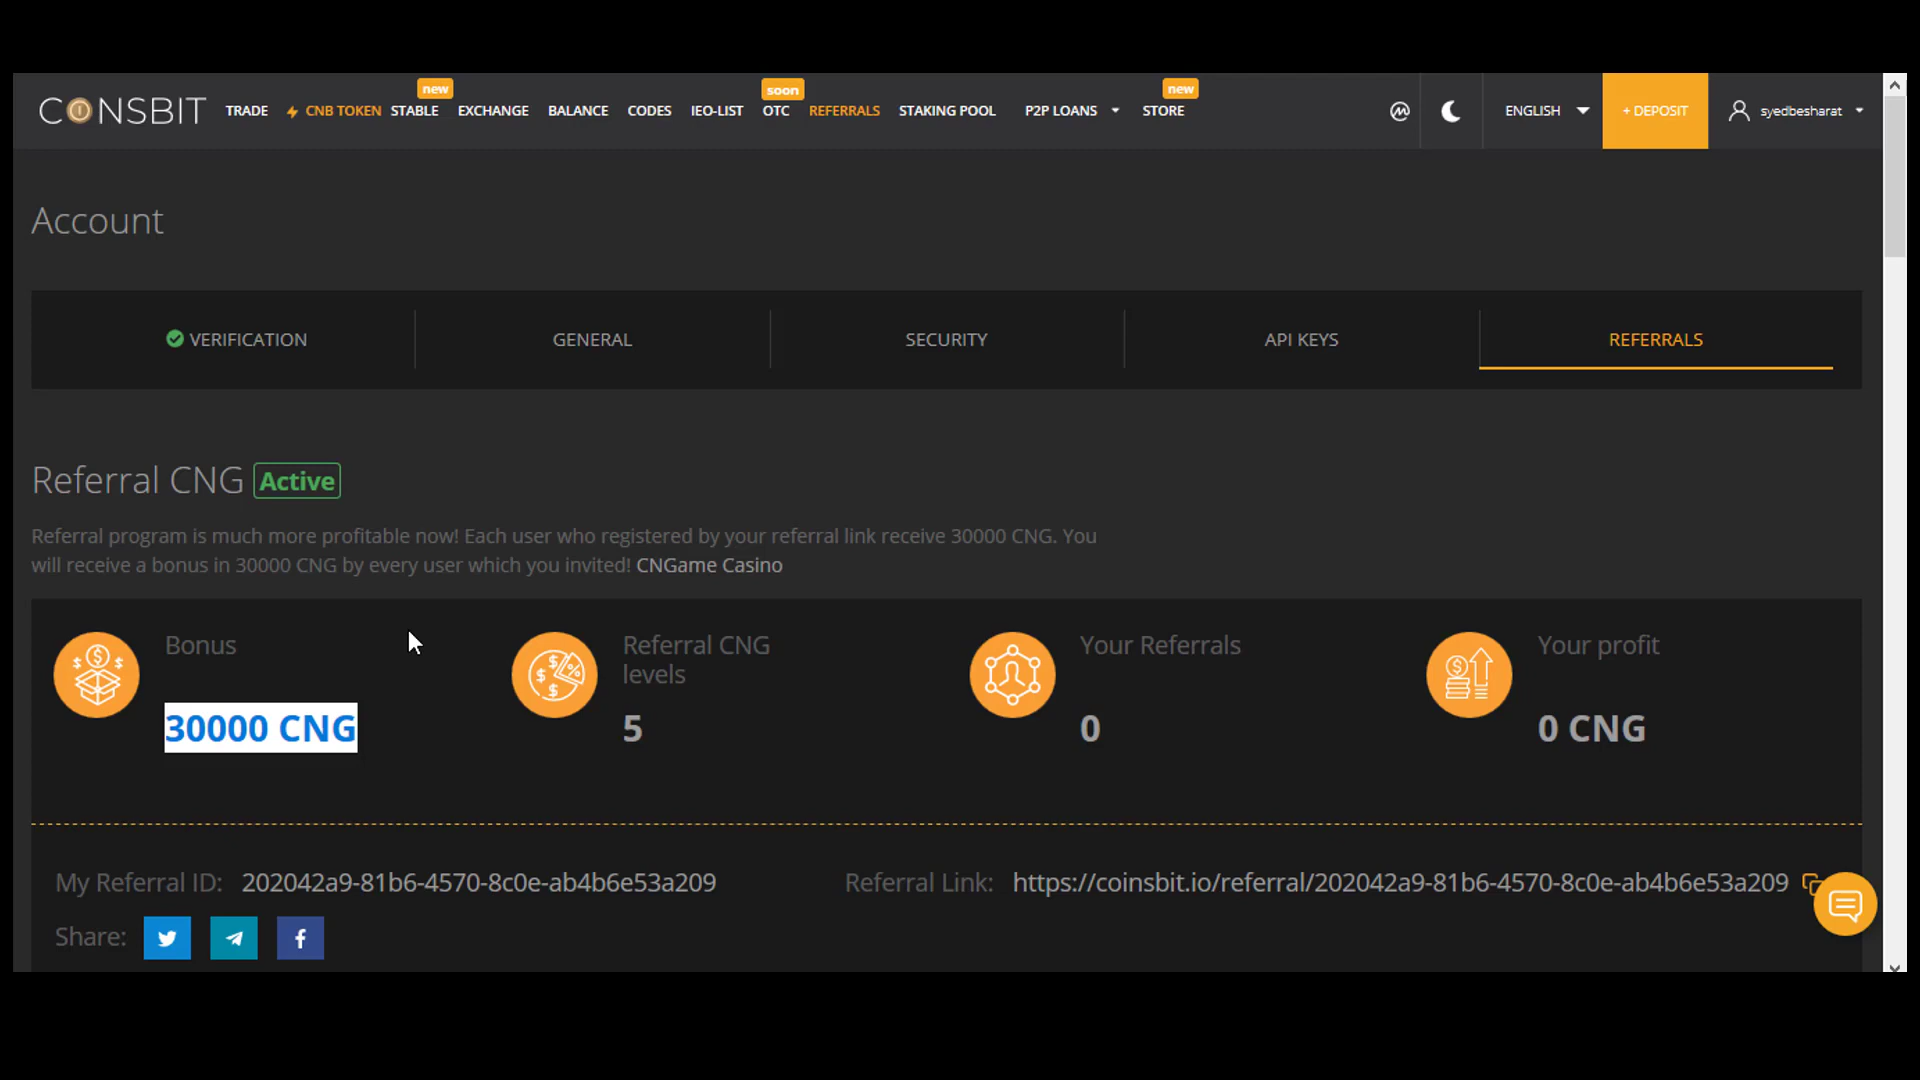 CONSBIT TRADE CNB TOKEN STABLE new EXCHANGE BALANCE CODES IEO-LIST OTC soon REFERRALS STAKING POOL P2P LOANS STORE new ENGLISH + DEPOSIT syedbesharat
Account
VERIFICATION GENERAL SECURITY API KEYS REFERRALS
Referral CNG Active
Referral program is much more profitable now! Each user who registered by your referral link receive 30000 CNG. You
will receive a bonus in 30000 CNG by every user which you invited! CNGame Casino
Bonus
30000 CNG
Referral CNG
levels
5
Your Referrals
0
Your profit
0 CNG
My Referral ID: 202042a9-81b6-4570-8c0e-ab4b6e53a209
Referral Link: https://coinsbit.io/referral/202042a9-81b6-4570-8c0e-ab4b6e53a209
Share: